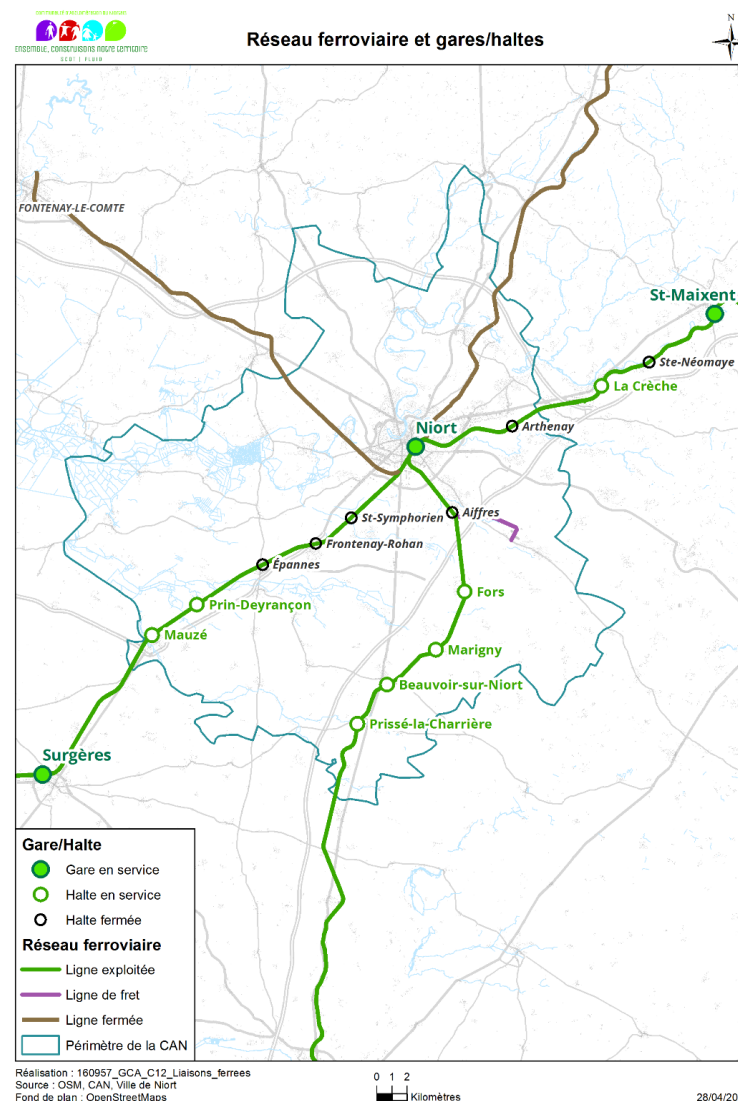 Réseau ferroviaire et gares/haltes
N
ENSEMBLE, CONSTRUISONS NOTRE TERRITOIRE
SCOT | PLUID
FONTENAY-LE-COMTE
St-Maixent
Ste-Néomaye
La Crèche
Niort
Arthenay
St-Symphorien
Aiffres
Frontenay-Rohan
Épannes
Fors
Prin-Deyrançon
Mauzé
Marigny
Beauvoir-sur-Niort
Prissé-la-Charrière
Surgères
Gare/Halte
Gare en service
Halte en service
Halte fermée
Réseau ferroviaire
Ligne exploitée
Ligne de fret
Ligne fermée
Périmètre de la CAN
Réalisation : 160957_GCA_C12_Liaisons_ferrees
Source : OSM, CAN, Ville de Niort
Fond de plan : OpenStreetMaps
0 1 2
Kilomètres
28/04/20